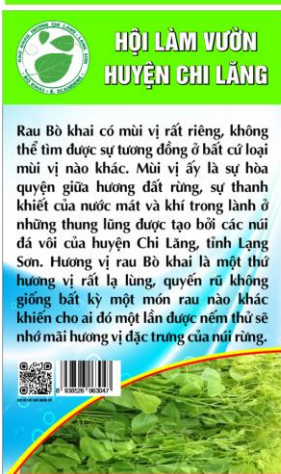 HỘI LÀM VƯỜN
HUYỆN CHI LĂNG
Rau Bò khai có mùi vị rất riêng, không
thể tìm được sự tương đồng ở bất cứ loại
mùi vị nào khác. Mùi vị ấy là sự hòa
quyện giữa hương đất rừng, sự thanh
khiết của nước mát và khí trong lành ở
những thung lũng được tạo bởi các núi
đá vôi của huyện Chi Lăng, tỉnh Lạng
Sơn. Hương vị rau Bò khai là một thứ
hương vị rất lạ lùng, quyến rũ không
giống bất kỳ một món rau nào khác
khiến cho ai đó một lần được nếm thử sẽ
nhớ mãi hương vị đặc trưng của núi rừng.
8 938526 963047